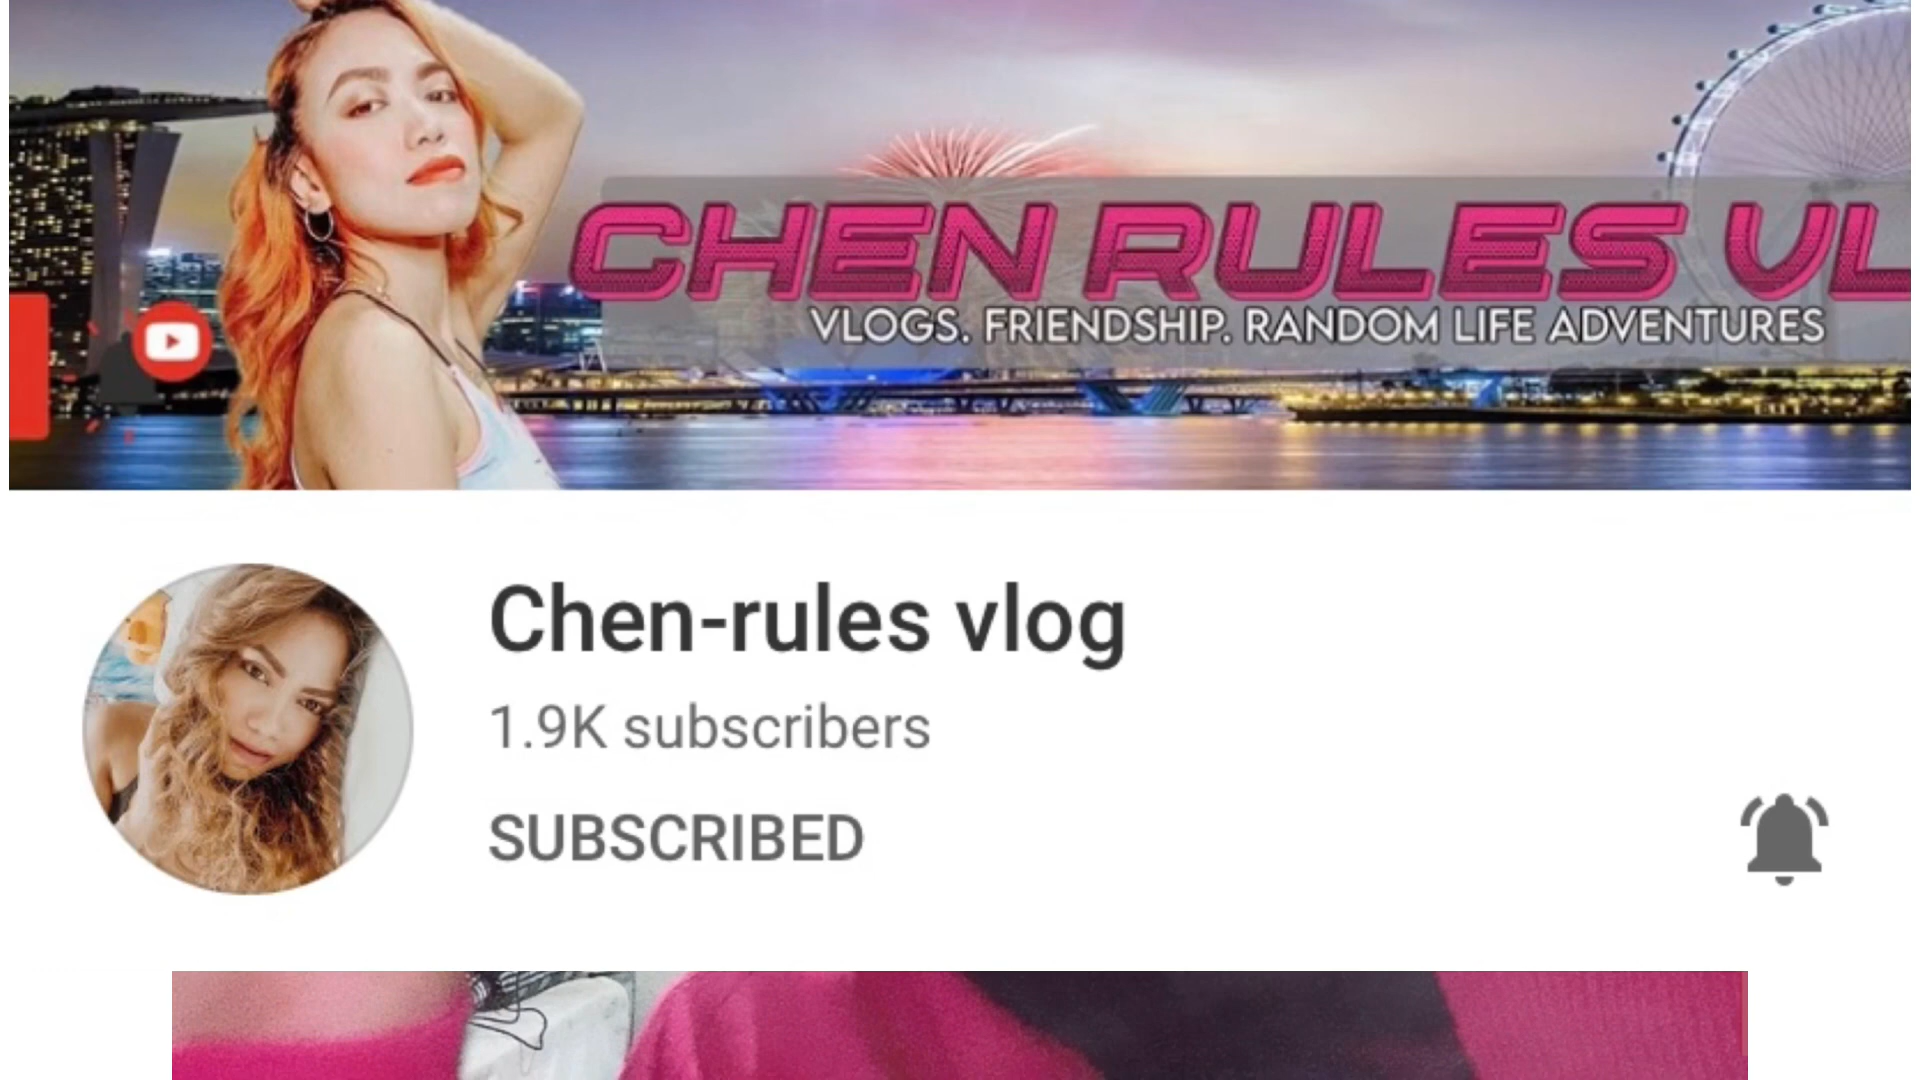 CHEN RULES VL
VLOGS. FRIENDSHIP. RANDOM LIFE ADVENTURES
Chen-rules vlog
1.9K subscribers
SUBSCRIBED